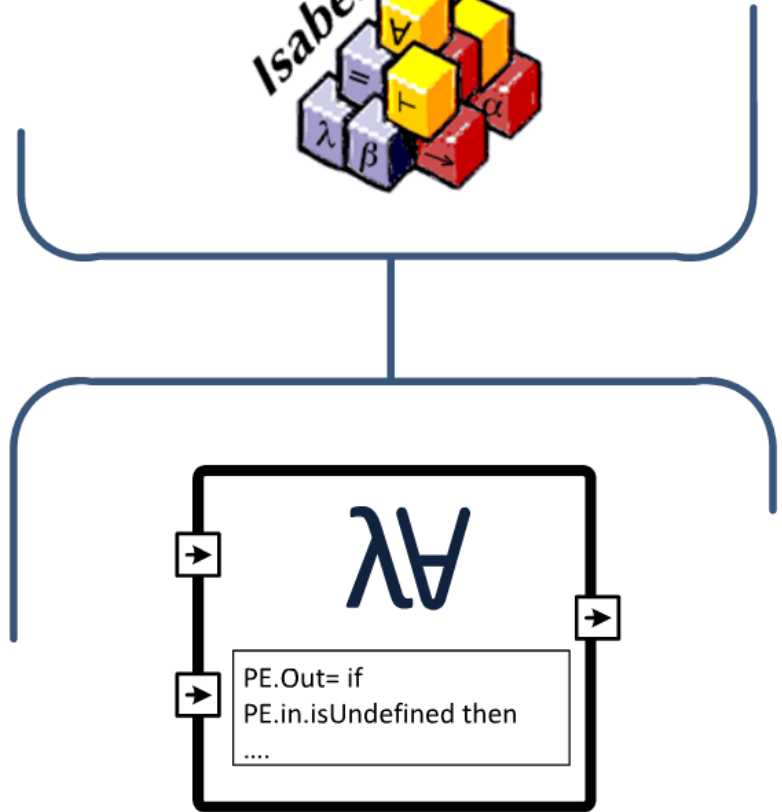 Isabe
∀
=
⊢
α
λ
β
→
λ∀
PE.Out= if
PE.in.isUndefined then
....